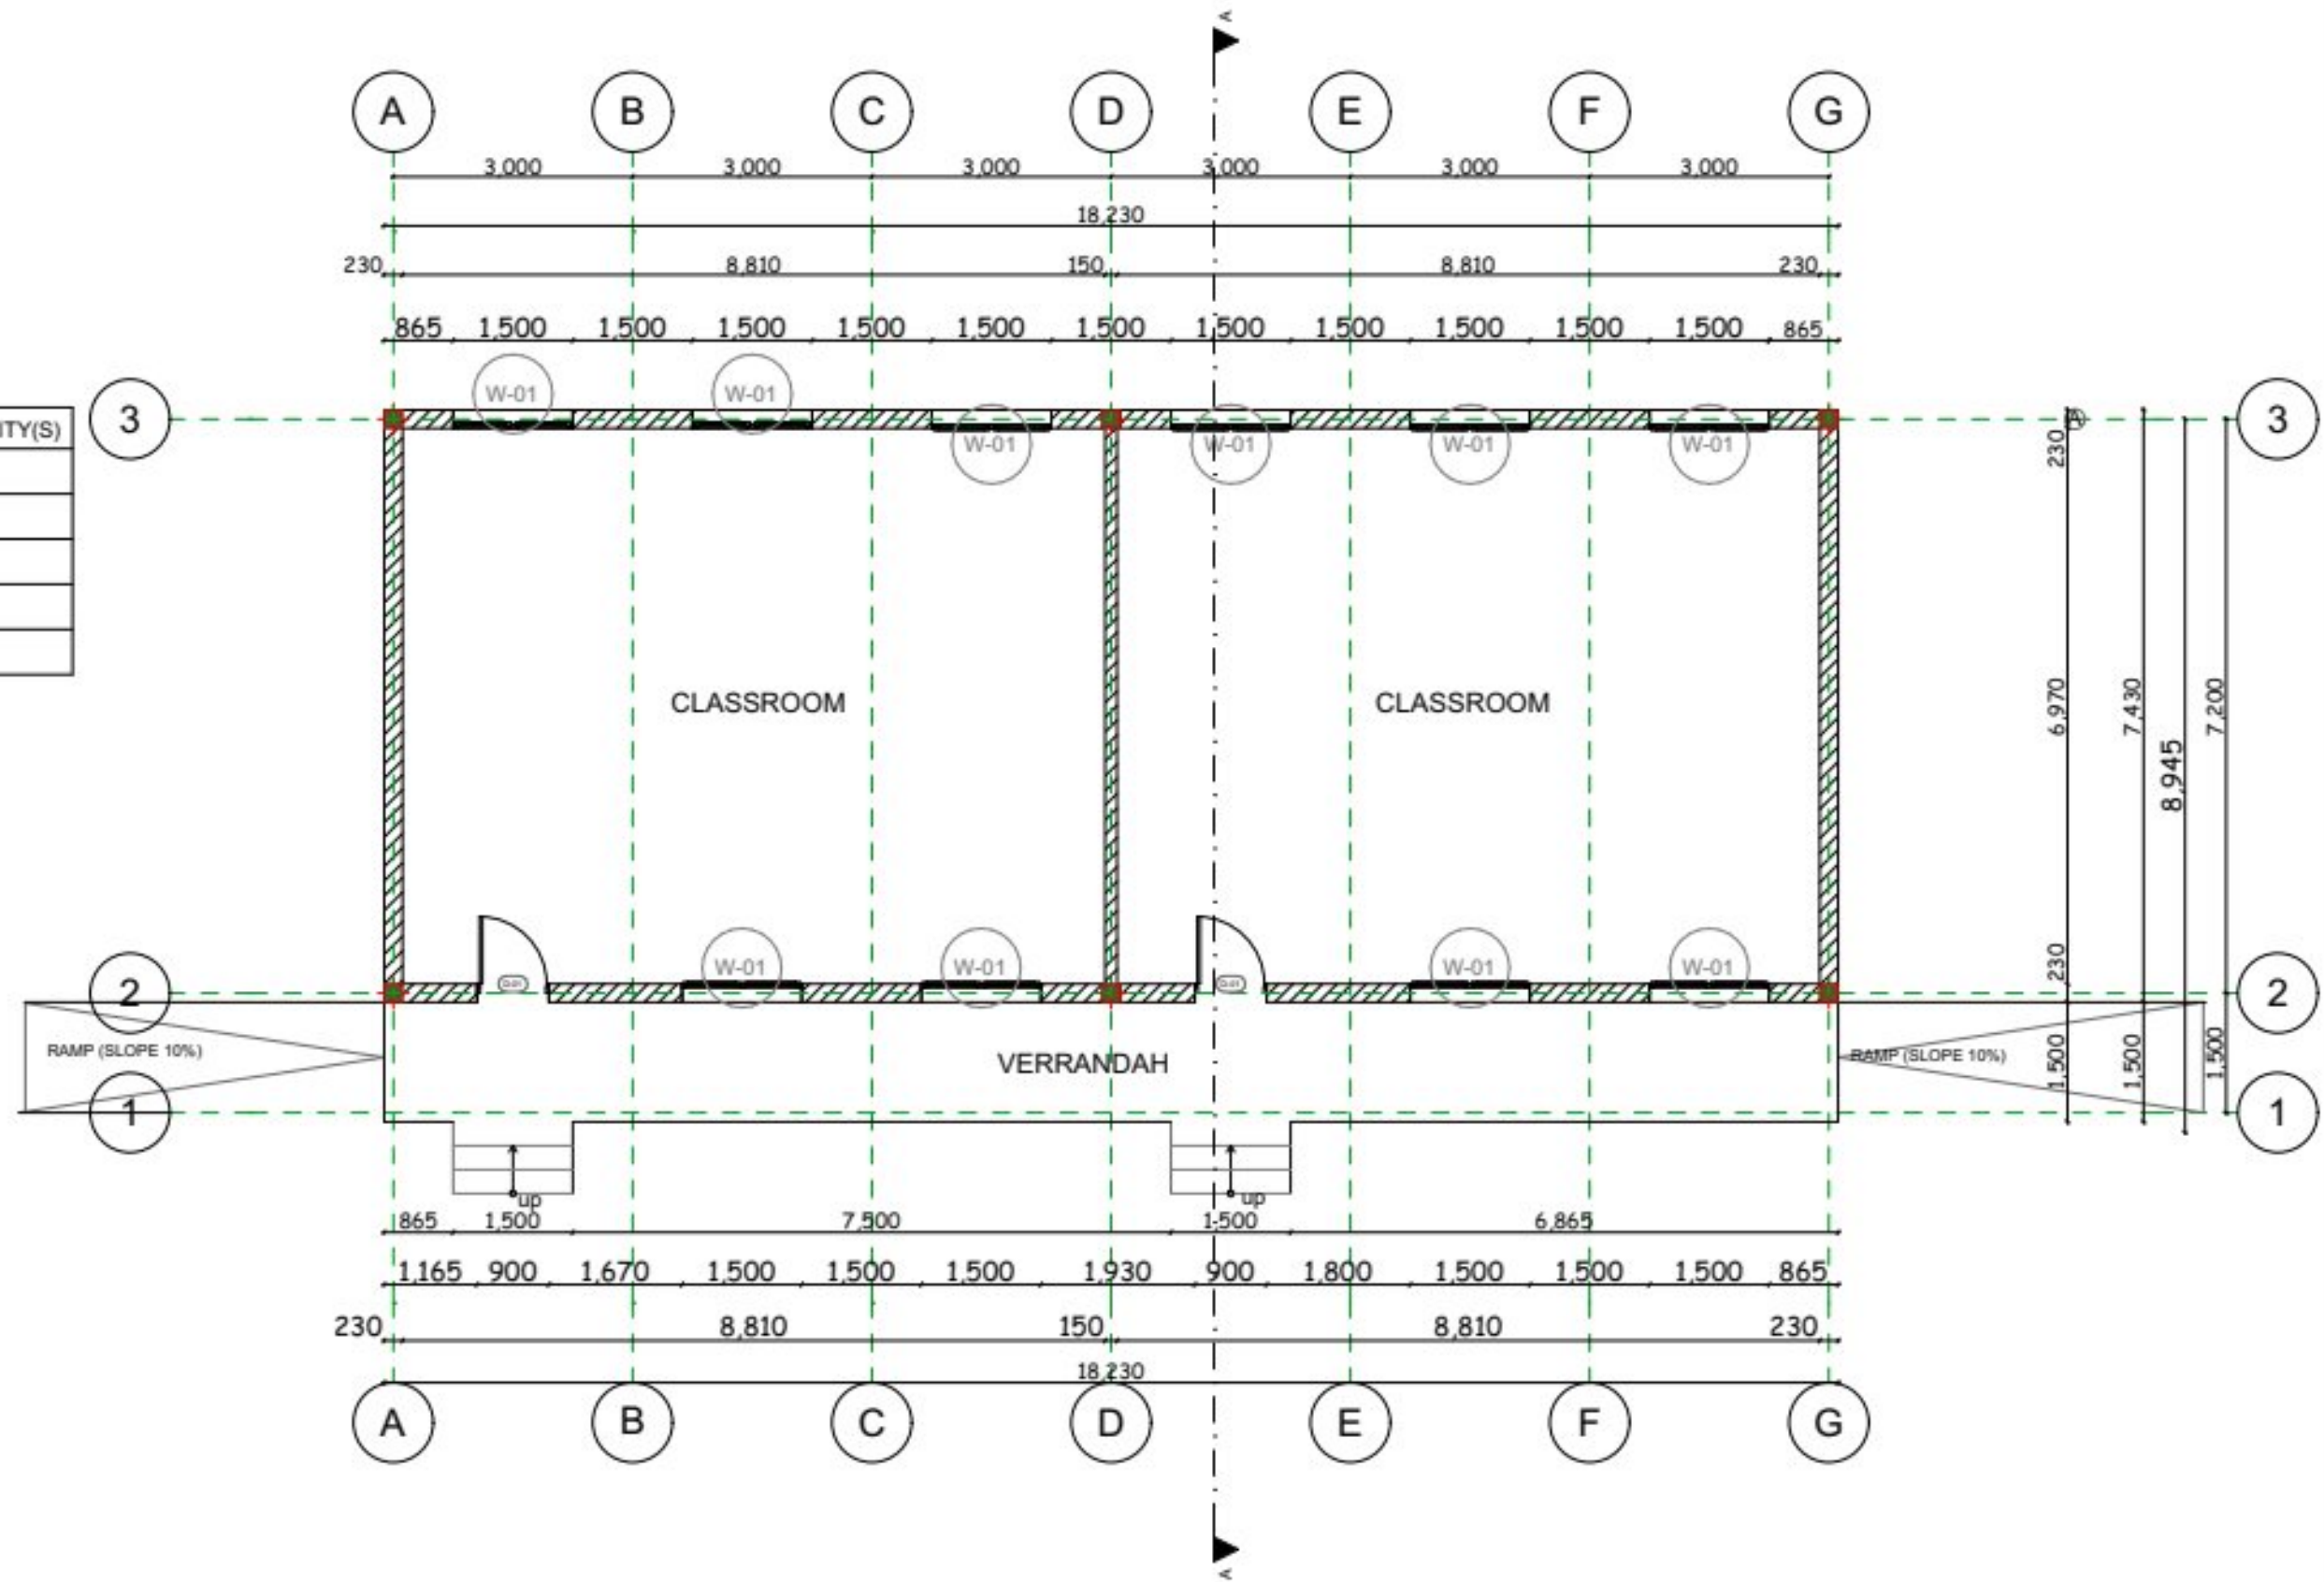 A
A B C D E F G
3,000 3,000 3,000 3,000 3,000 3,000
18,230
230 8,810 150 8,810 230
865 1,500 1,500 1,500 1,500 1,500 1,500 1,500 1,500 1,500 1,500 1,500 865
W-01 W-01
3 3
ITY(S)
W-01 W-01 W-01 W-01
230
CLASSROOM CLASSROOM
6,970 7,430 7,200
8,945
W-01 W-01 W-01 W-01
230
D-01 D-01
2 2
RAMP (SLOPE 10%) VERRANDAH RAMP (SLOPE 10%)
1,500 1,500 1,500
1 1
up up
865 1,500 7,500 1,500 6,865
1,165 900 1,670 1,500 1,500 1,500 1,930 900 1,800 1,500 1,500 1,500 865
230 8,810 150 8,810 230
18,230
A B C D E F G
A